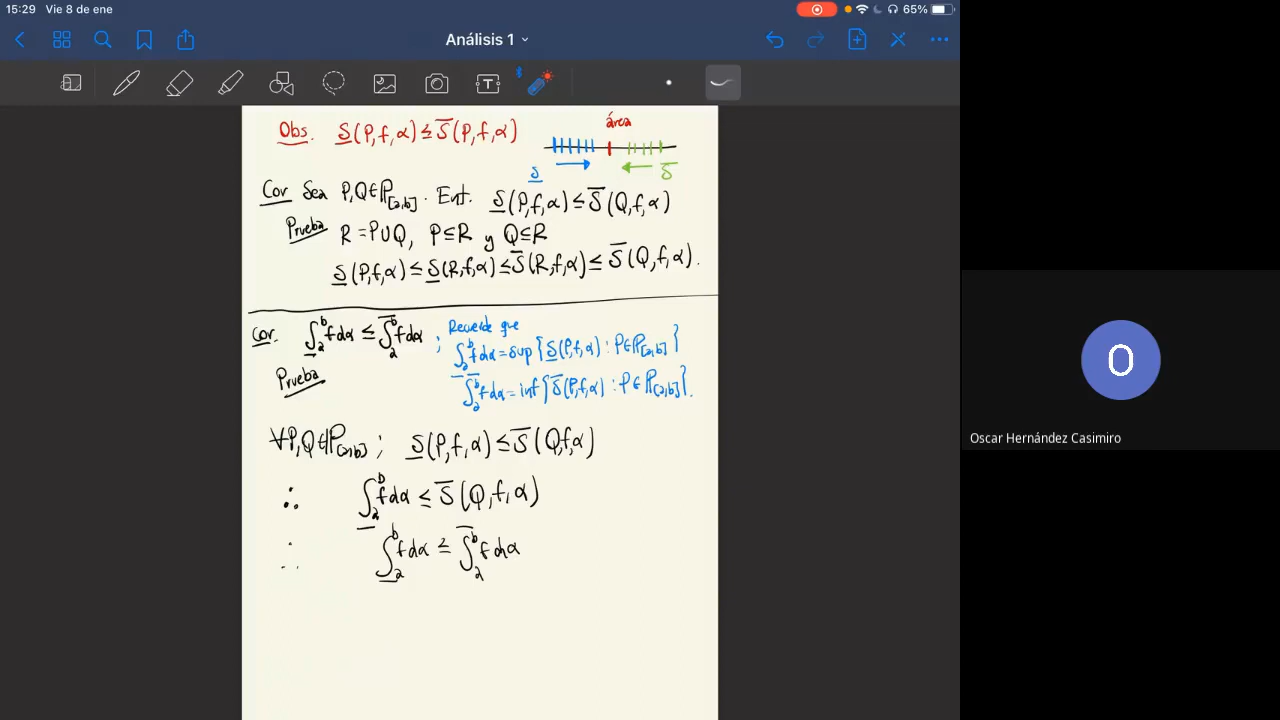 15:29 Vie 8 de ene
65%
Análisis 1
T
Obs. S̲(P,f,α) ≤ S̅(P,f,α)
área
S̲ S̅
Cor Sea P,Q∈ℙ[a,b]. Ent. S̲(P,f,α) ≤ S̅(Q,f,α)
Prueba R = P∪Q, P≤R y Q≤R
S̲(P,f,α) ≤ S̲(R,f,α) ≤ S̅(R,f,α) ≤ S̅(Q,f,α).
Cor. ∫̲ₐᵇ f dα ≤ ∫̅ₐᵇ f dα ; Recuerde que
∫̲ₐᵇ f dα = sup{S̲(P,f,α) : P∈ℙ[a,b]}
Prueba
∫̅ₐᵇ f dα = inf{S̅(P,f,α) : P∈ℙ[a,b]}.
∀P,Q∈ℙ[a,b] ; S̲(P,f,α) ≤ S̅(Q,f,α)
∴ ∫̲ₐᵇ f dα ≤ S̅(Q,f,α)
∴ ∫̲ₐᵇ f dα ≤ ∫̅ₐᵇ f dα
O
Oscar Hernández Casimiro